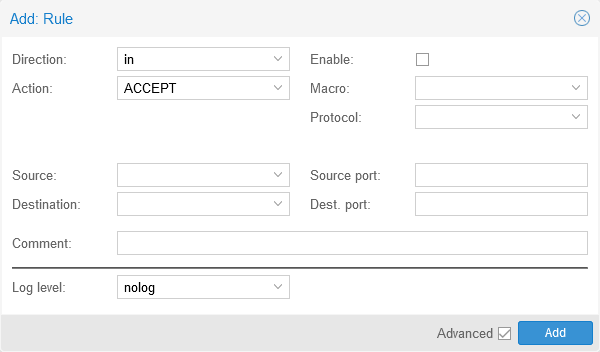 Add: Rule
Direction: in Enable:
Action: ACCEPT Macro:
Protocol:
Source: Source port:
Destination: Dest. port:
Comment:
Log level: nolog
Advanced Add